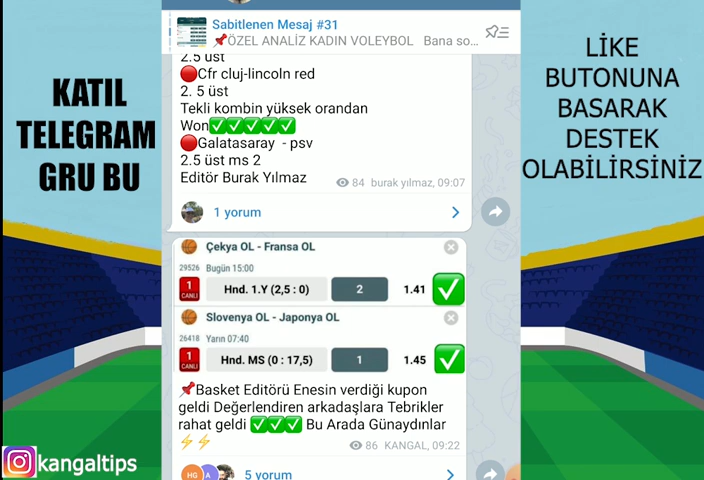 KATIL
TELEGRAM
GRU BU
LİKE
BUTONUNA
BASARAK
DESTEK
OLABİLİRSİNİZ
Sabitlenen Mesaj #31
📌ÖZEL ANALİZ KADIN VOLEYBOL Bana so...
2.5 üst
🔴Cfr cluj-lincoln red
2. 5 üst
Tekli kombin yüksek orandan
Won✅✅✅✅✅
🔴Galatasaray - psv
2.5 üst ms 2
Editör Burak Yılmaz
84 burak yılmaz, 09:07
1 yorum
Çekya OL - Fransa OL
29526 Bugün 15:00
1 CANLI Hnd. 1.Y (2,5 : 0) 2 1.41 ✅
Slovenya OL - Japonya OL
26418 Yarın 07:40
1 CANLI Hnd. MS (0 : 17,5) 1 1.45 ✅
📌Basket Editörü Enesin verdiği kupon
geldi Değerlendiren arkadaşlara Tebrikler
rahat geldi ✅✅✅ Bu Arada Günaydınlar
⚡⚡
86 KANGAL, 09:22
HG A 5 yorum
kangaltips